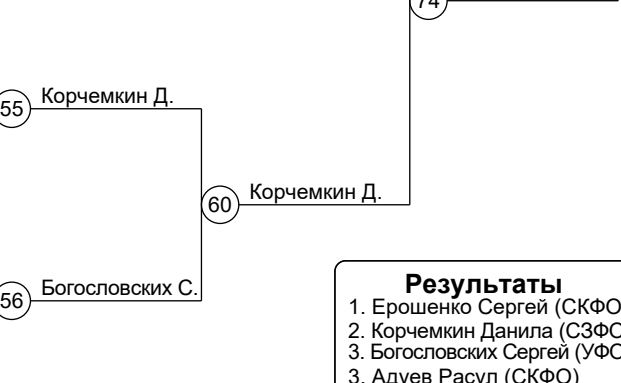 74
Корчемкин Д.
55
Корчемкин Д.
60
Богословских С.
56
Результаты
1. Ерошенко Сергей (СКФО
2. Корчемкин Данила (СЗФО
3. Богословских Сергей (УФО
3. Адуев Расул (СКФО)